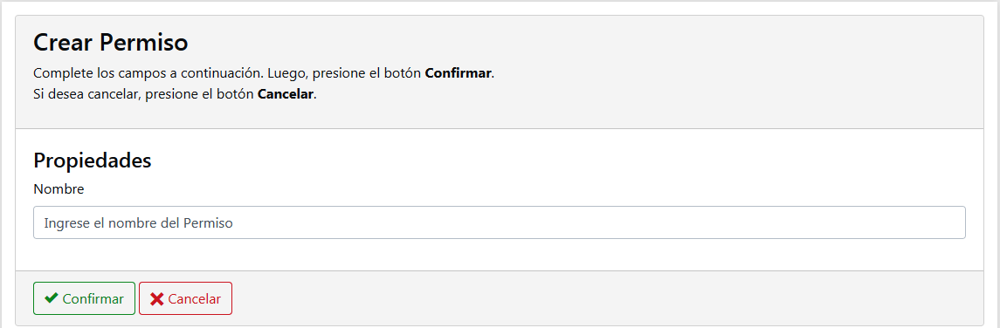 Crear Permiso
Complete los campos a continuación. Luego, presione el botón Confirmar.
Si desea cancelar, presione el botón Cancelar.
Propiedades
Nombre
Ingrese el nombre del Permiso
Confirmar Cancelar